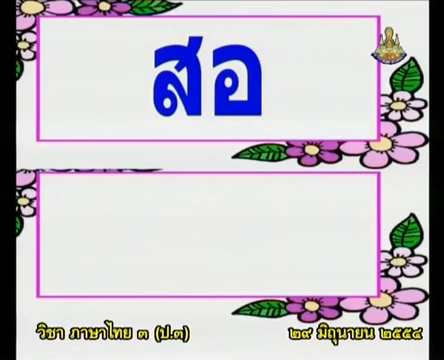 สอ
วิชา ภาษาไทย ๓ (ป.๓)
๒๙ มิถุนายน ๒๕๕๔